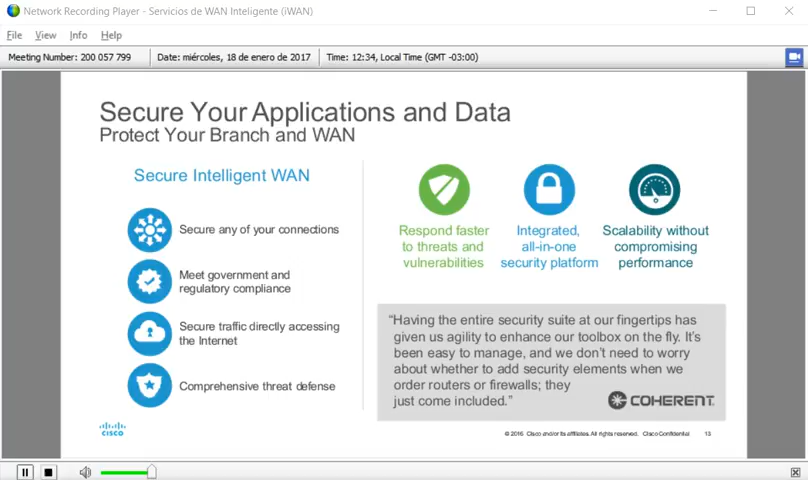 Network Recording Player - Servicios de WAN Inteligente (iWAN)
File View Info Help
Meeting Number: 200 057 799 Date: miércoles, 18 de enero de 2017 Time: 12:34, Local Time (GMT -03:00)
Secure Your Applications and Data
Protect Your Branch and WAN
Secure Intelligent WAN
Secure any of your connections
Meet government and
regulatory compliance
Secure traffic directly accessing
the Internet
Comprehensive threat defense
Respond faster
to threats and
vulnerabilities
Integrated,
all-in-one
security platform
Scalability without
compromising
performance
“Having the entire security suite at our fingertips has
given us agility to enhance our toolbox on the fly. It’s
been easy to manage, and we don’t need to worry
about whether to add security elements when we
order routers or firewalls; they
just come included.”
COHERENT
CISCO
© 2016 Cisco and/or its affiliates. All rights reserved. Cisco Confidential 13